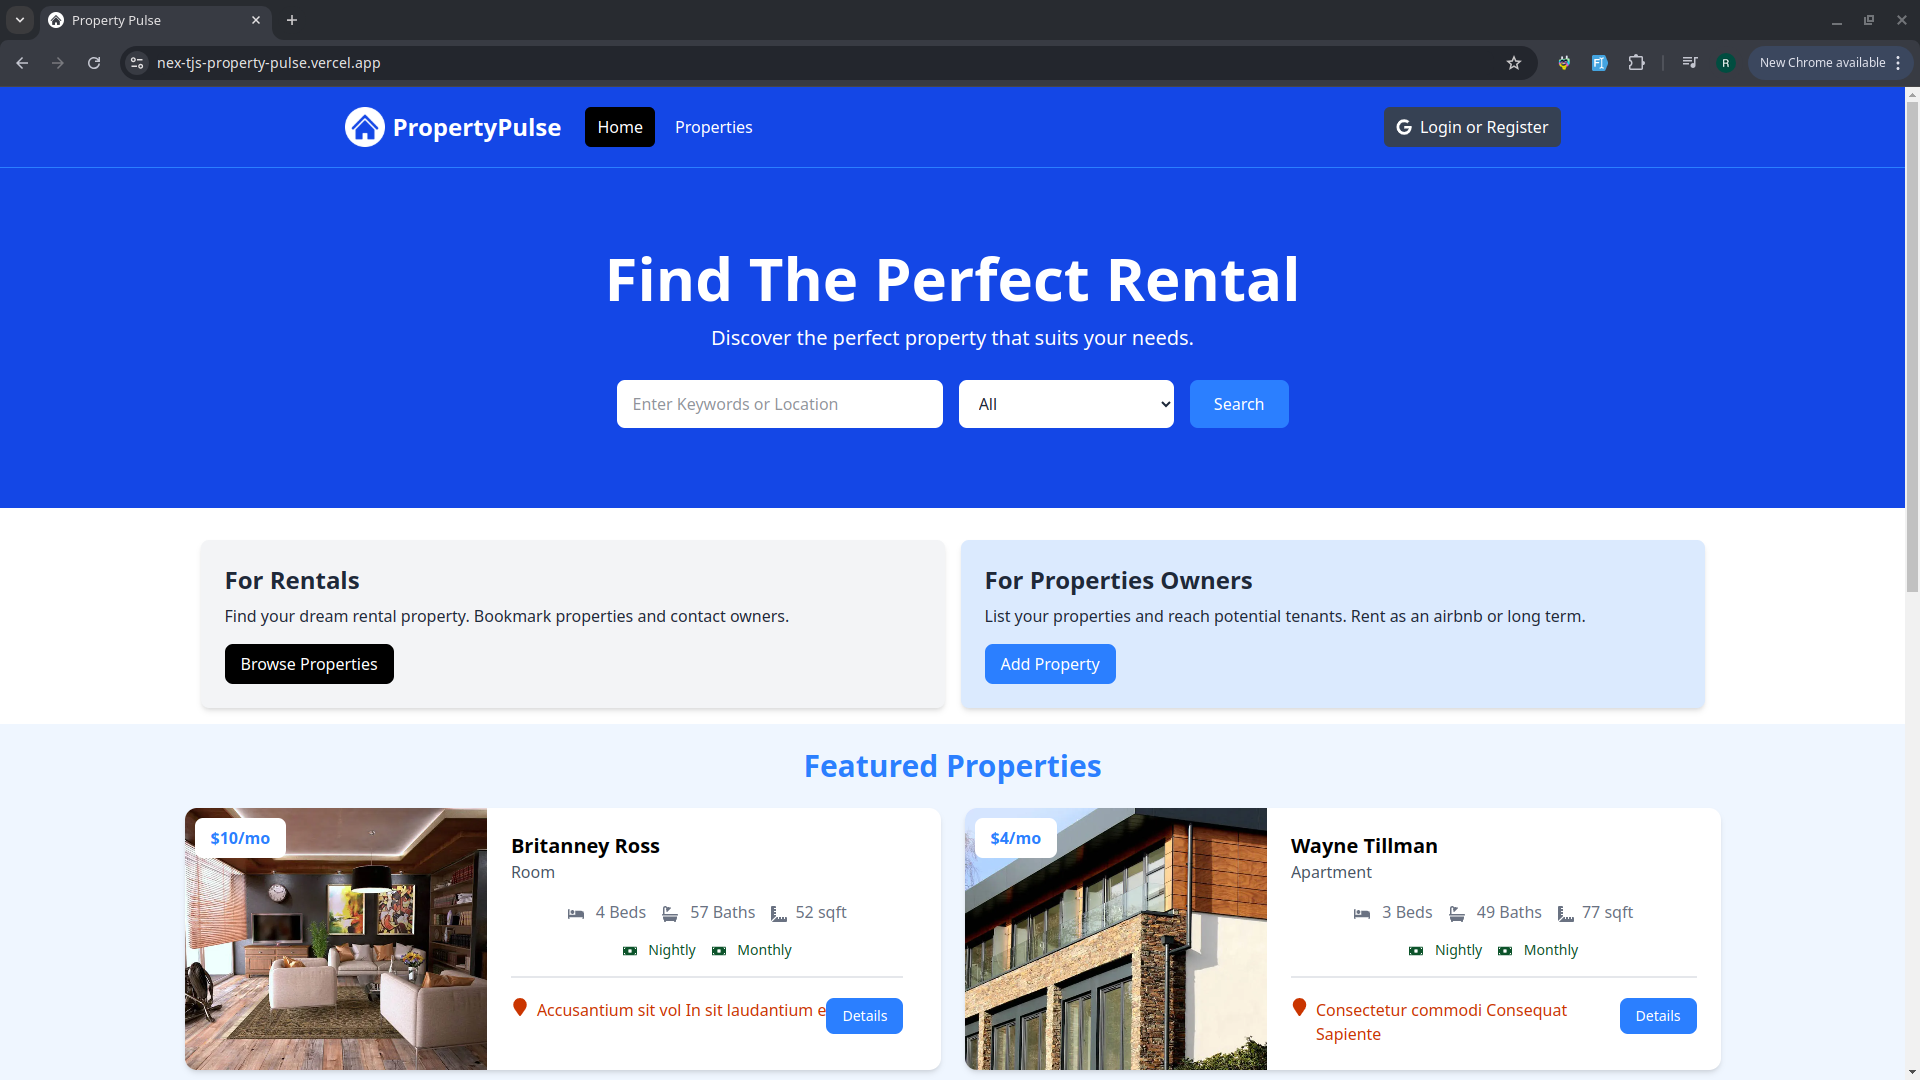 Property Pulse
nex-tjs-property-pulse.vercel.app
R
New Chrome available
PropertyPulse
Home
Properties
G Login or Register
Find The Perfect Rental
Discover the perfect property that suits your needs.
Enter Keywords or Location
All
Search
For Rentals
Find your dream rental property. Bookmark properties and contact owners.
Browse Properties
For Properties Owners
List your properties and reach potential tenants. Rent as an airbnb or long term.
Add Property
Featured Properties
$10/mo
Britanney Ross
Room
4 Beds 57 Baths 52 sqft
Nightly Monthly
Accusantium sit vol In sit laudantium e
Details
$4/mo
Wayne Tillman
Apartment
3 Beds 49 Baths 77 sqft
Nightly Monthly
Consectetur commodi Consequat
Sapiente
Details